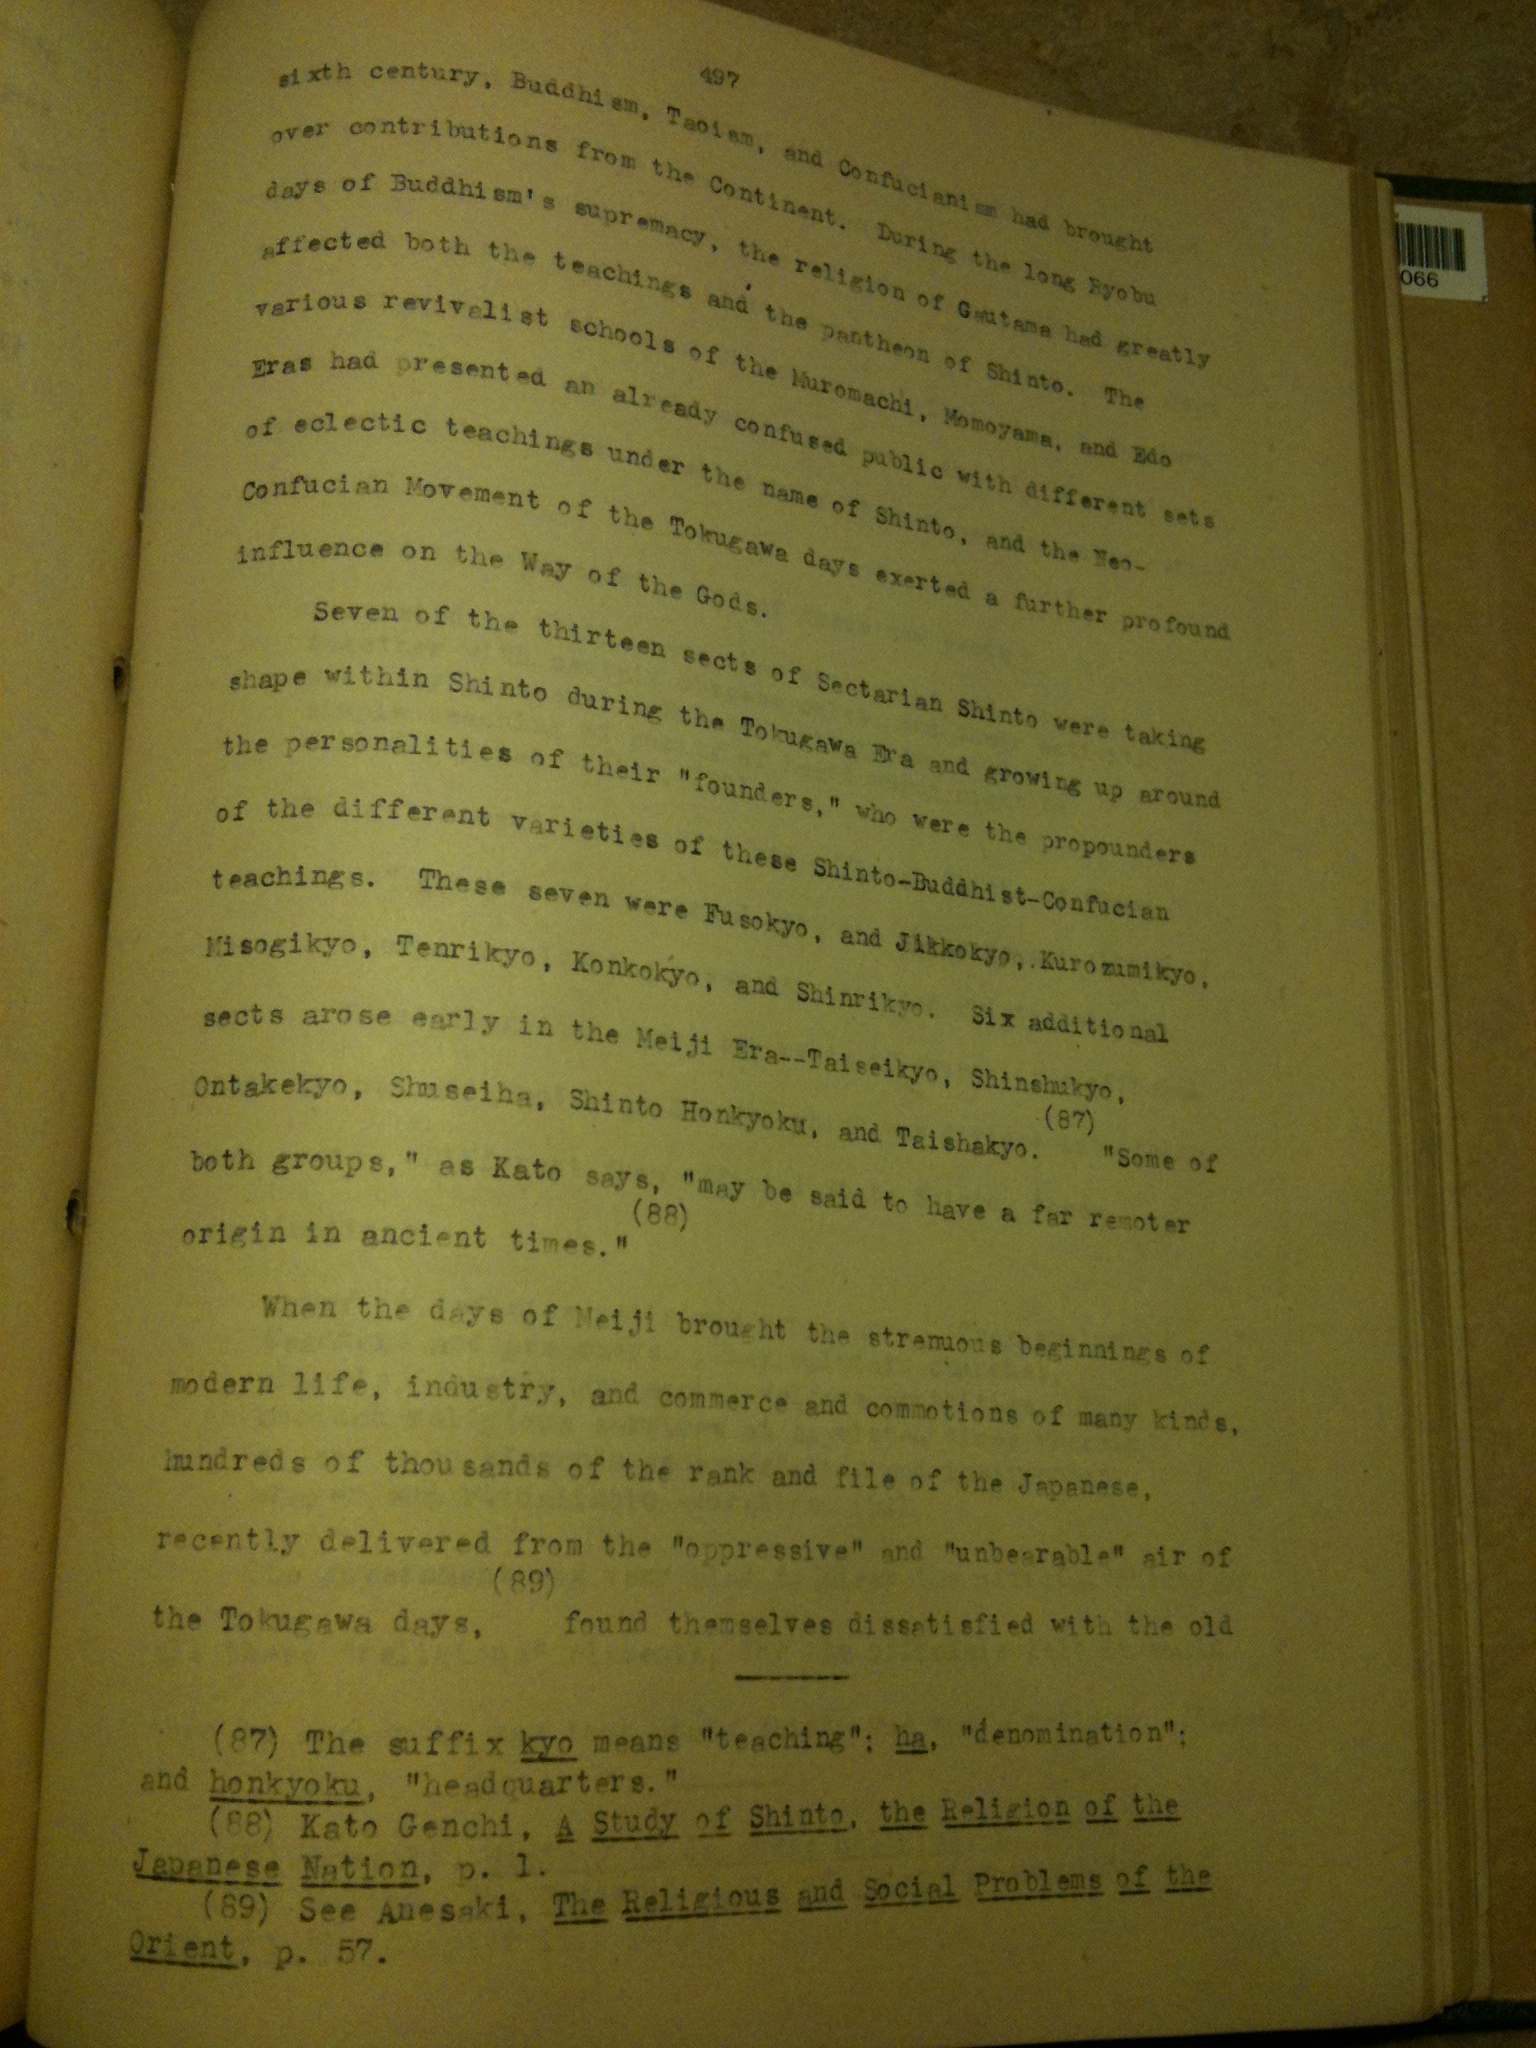 497
sixth century, Buddhism, Taoism, and Confucianism had brought
over contributions from the Continent. During the long Ryobu
days of Buddhism's supremacy, the religion of Gautama had greatly
affected both the teachings and the pantheon of Shinto. The
various revivalist schools of the Muromachi, Momoyama, and Edo
Eras had presented an already confused public with different sets
of eclectic teachings under the name of Shinto, and the Neo-
Confucian Movement of the Tokugawa days exerted a further profound
influence on the Way of the Gods.
Seven of the thirteen sects of Sectarian Shinto were taking
shape within Shinto during the Tokugawa Era and growing up around
the personalities of their "founders," who were the propounders
of the different varieties of these Shinto-Buddhist-Confucian
teachings. These seven were Fusokyo, and Jikkokyo, Kurozumikyo,
Misogikyo, Tenrikyo, Konkokyo, and Shinrikyo. Six additional
sects arose early in the Meiji Era--Taiseikyo, Shinshukyo,
Ontakekyo, Shuseiha, Shinto Honkyoku, and Taishakyo. (87) "Some of
both groups," as Kato says, "may be said to have a far remoter
origin in ancient times." (88)
When the days of Meiji brought the strenuous beginnings of
modern life, industry, and commerce and commotions of many kinds,
hundreds of thousands of the rank and file of the Japanese,
recently delivered from the "oppressive" and "unbearable" air of
the Tokugawa days, (89) found themselves dissatisfied with the old
(87) The suffix kyo means "teaching"; ha, "denomination";
and honkyoku, "headquarters."
(88) Kato Genchi, A Study of Shinto, the Religion of the
Japanese Nation, p. 1.
(89) See Anesaki, The Religious and Social Problems of the
Orient, p. 57.
066